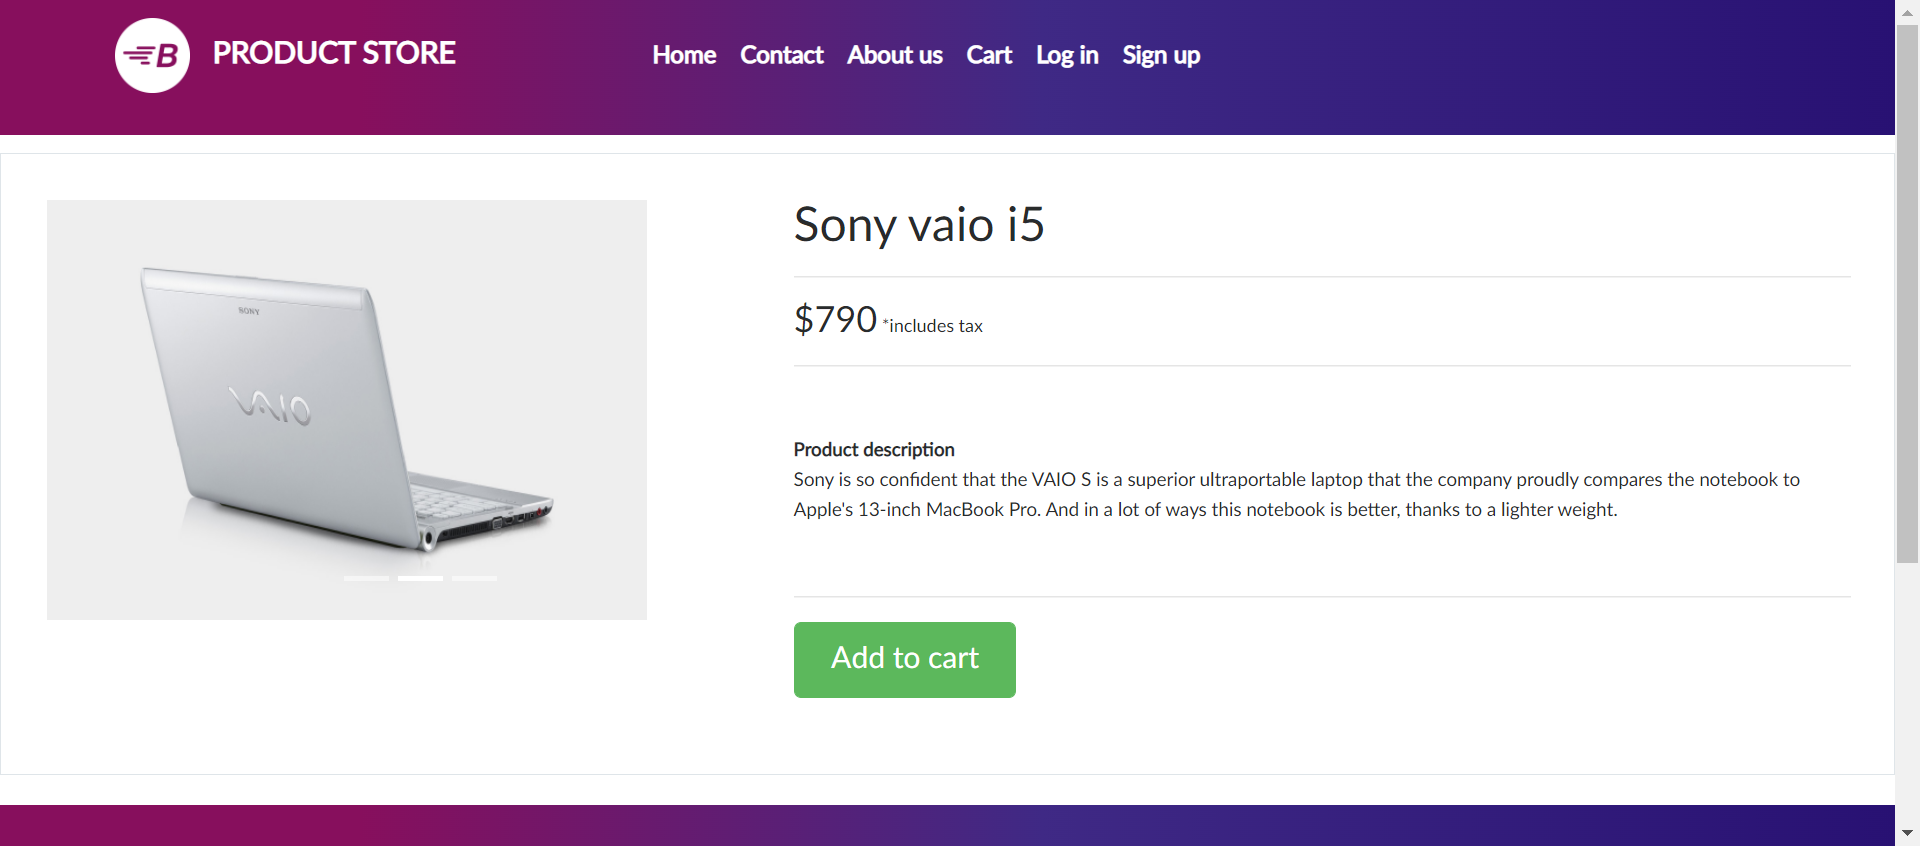 B PRODUCT STORE Home Contact About us Cart Log in Sign up
SONY
VAIO
Sony vaio i5
$790 *includes tax
Product description
Sony is so confident that the VAIO S is a superior ultraportable laptop that the company proudly compares the notebook to
Apple's 13-inch MacBook Pro. And in a lot of ways this notebook is better, thanks to a lighter weight.
Add to cart